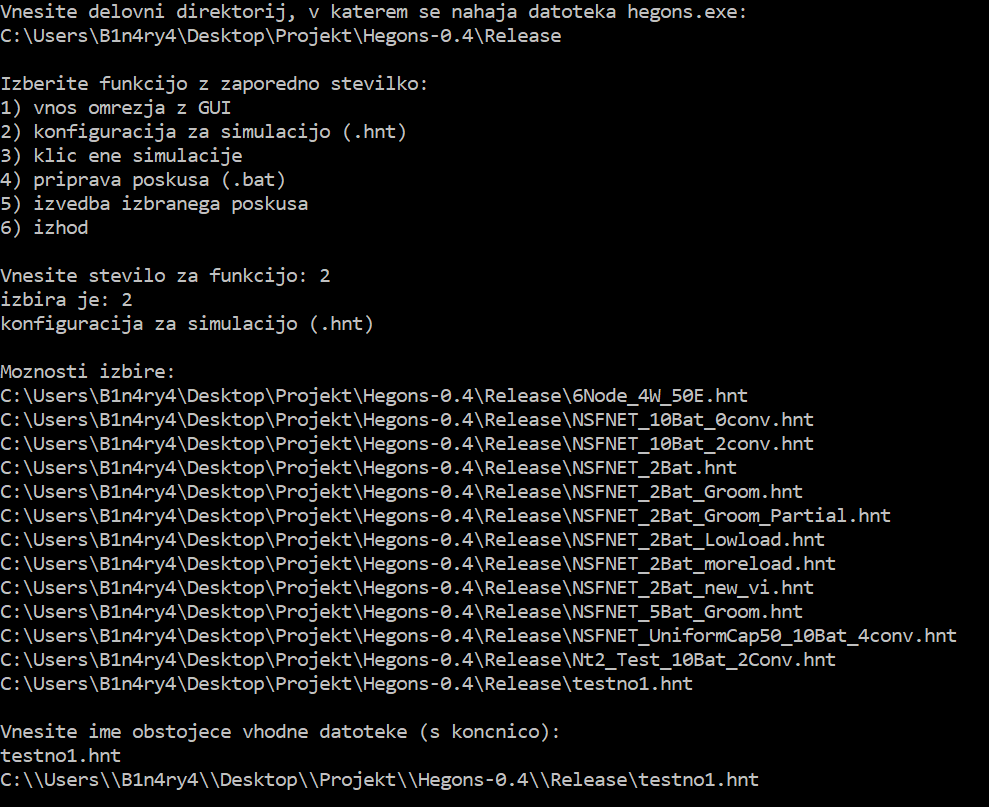 Vnesite delovni direktorij, v katerem se nahaja datoteka hegons.exe:
C:\Users\B1n4ry4\Desktop\Projekt\Hegons-0.4\Release
Izberite funkcijo z zaporedno stevilko:
1) vnos omrezja z GUI
2) konfiguracija za simulacijo (.hnt)
3) klic ene simulacije
4) priprava poskusa (.bat)
5) izvedba izbranega poskusa
6) izhod
Vnesite stevilo za funkcijo: 2
izbira je: 2
konfiguracija za simulacijo (.hnt)
Moznosti izbire:
C:\Users\B1n4ry4\Desktop\Projekt\Hegons-0.4\Release\6Node_4W_50E.hnt
C:\Users\B1n4ry4\Desktop\Projekt\Hegons-0.4\Release\NSFNET_10Bat_0conv.hnt
C:\Users\B1n4ry4\Desktop\Projekt\Hegons-0.4\Release\NSFNET_10Bat_2conv.hnt
C:\Users\B1n4ry4\Desktop\Projekt\Hegons-0.4\Release\NSFNET_2Bat.hnt
C:\Users\B1n4ry4\Desktop\Projekt\Hegons-0.4\Release\NSFNET_2Bat_Groom.hnt
C:\Users\B1n4ry4\Desktop\Projekt\Hegons-0.4\Release\NSFNET_2Bat_Groom_Partial.hnt
C:\Users\B1n4ry4\Desktop\Projekt\Hegons-0.4\Release\NSFNET_2Bat_Lowload.hnt
C:\Users\B1n4ry4\Desktop\Projekt\Hegons-0.4\Release\NSFNET_2Bat_moreload.hnt
C:\Users\B1n4ry4\Desktop\Projekt\Hegons-0.4\Release\NSFNET_2Bat_new_vi.hnt
C:\Users\B1n4ry4\Desktop\Projekt\Hegons-0.4\Release\NSFNET_5Bat_Groom.hnt
C:\Users\B1n4ry4\Desktop\Projekt\Hegons-0.4\Release\NSFNET_UniformCap50_10Bat_4conv.hnt
C:\Users\B1n4ry4\Desktop\Projekt\Hegons-0.4\Release\Nt2_Test_10Bat_2Conv.hnt
C:\Users\B1n4ry4\Desktop\Projekt\Hegons-0.4\Release\testno1.hnt
Vnesite ime obstojece vhodne datoteke (s koncnico):
testno1.hnt
C:\\Users\\B1n4ry4\\Desktop\\Projekt\\Hegons-0.4\\Release\testno1.hnt